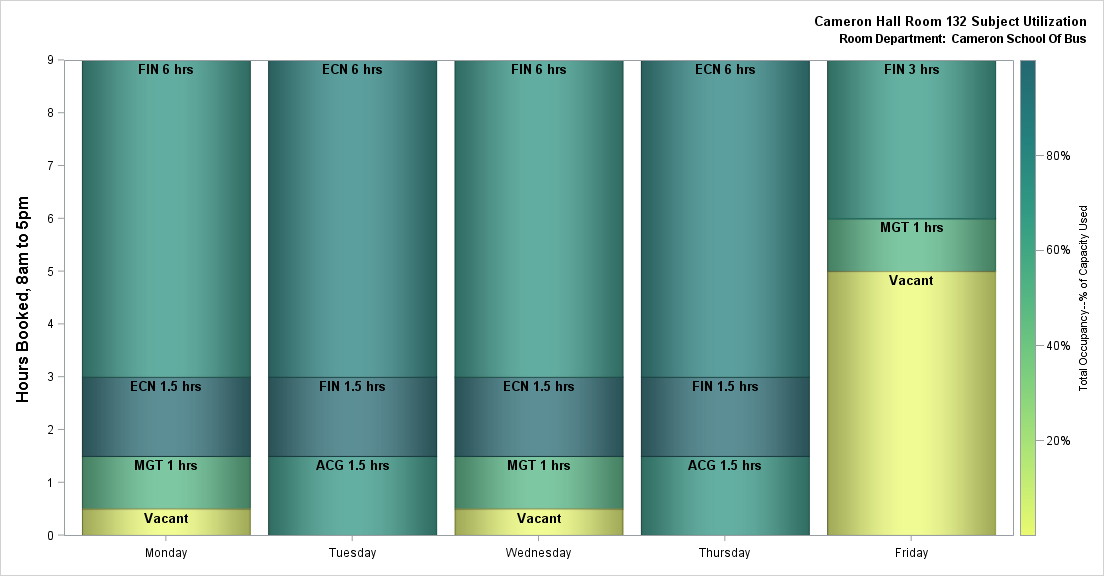 Cameron Hall Room 132 Subject Utilization
Room Department: Cameron School Of Bus
Hours Booked, 8am to 5pm
9
8
7
6
5
4
3
2
1
0
FIN 6 hrs
ECN 1.5 hrs
MGT 1 hrs
Vacant
ECN 6 hrs
FIN 1.5 hrs
ACG 1.5 hrs
FIN 6 hrs
ECN 1.5 hrs
MGT 1 hrs
Vacant
ECN 6 hrs
FIN 1.5 hrs
ACG 1.5 hrs
FIN 3 hrs
MGT 1 hrs
Vacant
Monday
Tuesday
Wednesday
Thursday
Friday
80%
60%
40%
20%
Total Occupancy--% of Capacity Used